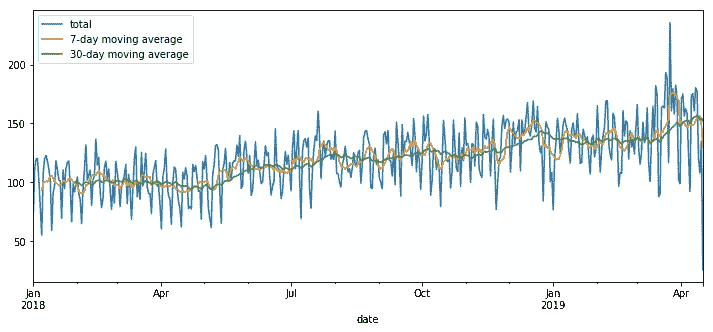 total
7-day moving average
30-day moving average
200
150
100
50
Jan Apr Jul Oct Jan Apr
2018 2019
date